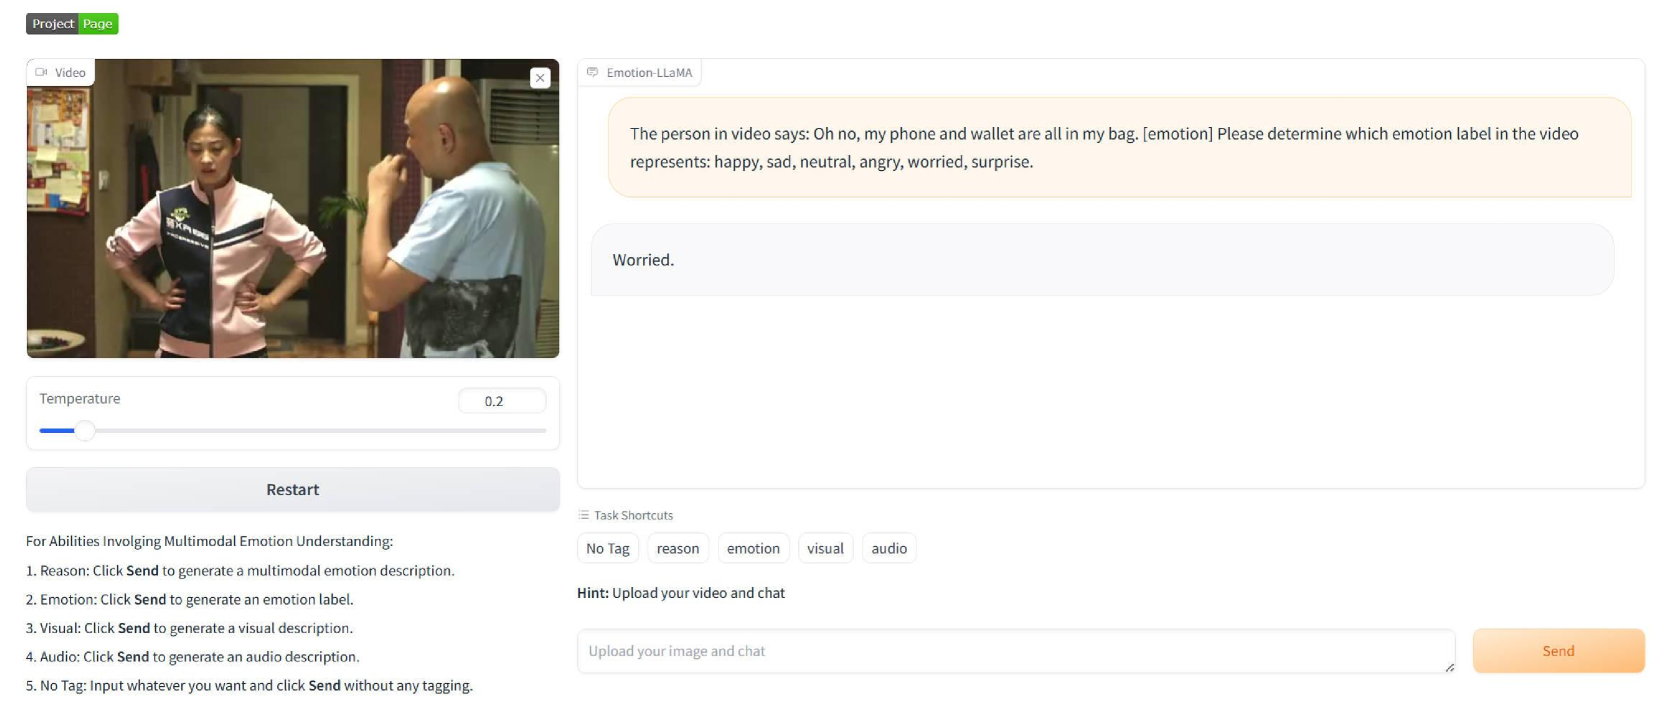 Project Page
Video
Emotion-LLaMA
The person in video says: Oh no, my phone and wallet are all in my bag. [emotion] Please determine which emotion label in the video
represents: happy, sad, neutral, angry, worried, surprise.
Worried.
Temperature
0.2
Restart
For Abilities Involging Multimodal Emotion Understanding:
1. Reason: Click Send to generate a multimodal emotion description.
2. Emotion: Click Send to generate an emotion label.
3. Visual: Click Send to generate a visual description.
4. Audio: Click Send to generate an audio description.
5. No Tag: Input whatever you want and click Send without any tagging.
Task Shortcuts
No Tag reason emotion visual audio
Hint: Upload your video and chat
Upload your image and chat
Send